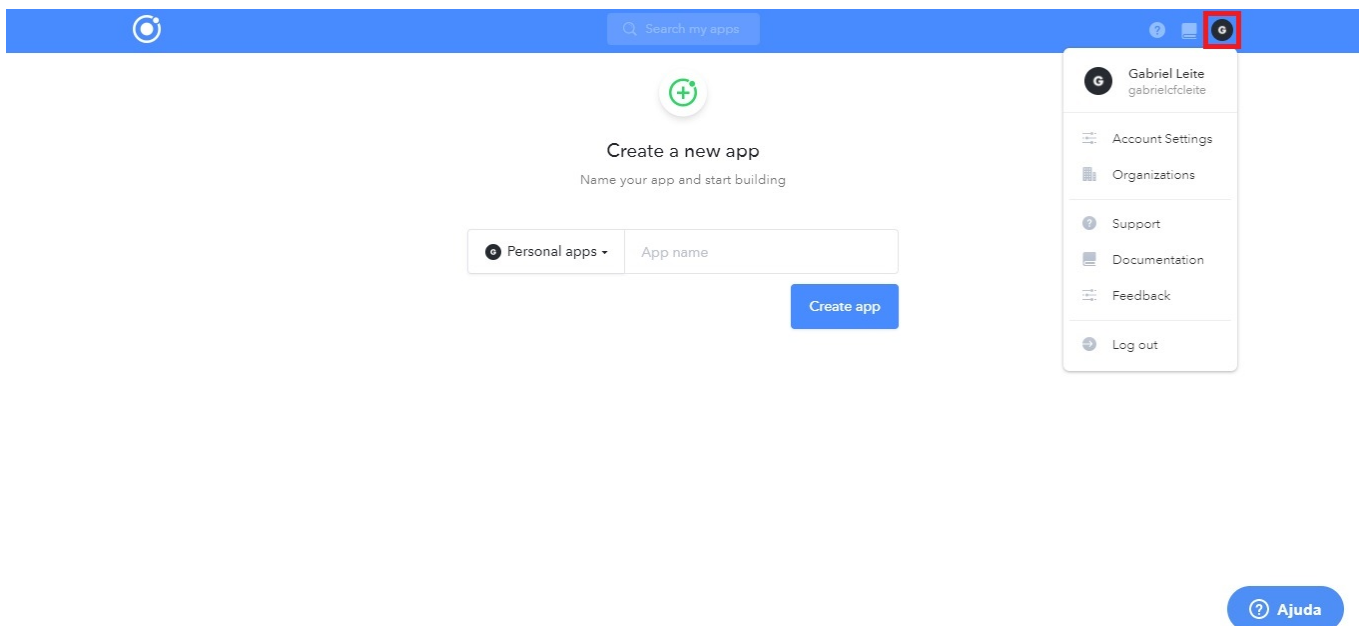 Search my apps
G
G
Gabriel Leite
gabrielcfcleite
Create a new app
Name your app and start building
Account Settings
Organizations
Support
Documentation
Feedback
Log out
G Personal apps
App name
Create app
Ajuda